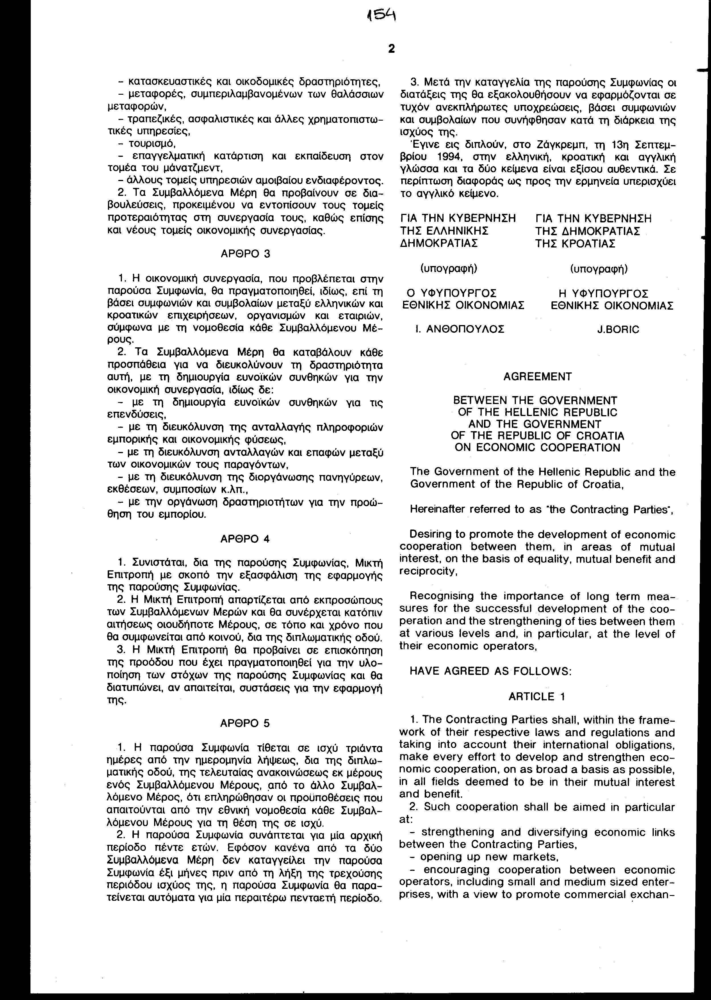 154
2
- κατασκευαστικές και οικοδομικές δραστηριότητες,
- μεταφορές, συμπεριλαμβανομένων των θαλάσσιων
μεταφορών,
- τραπεζικές, ασφαλιστικές και άλλες χρηματοπιστω-
τικές υπηρεσίες,
- τουρισμό,
- επαγγελματική κατάρτιση και εκπαίδευση στον
τομέα του μάνατζμεντ,
- άλλους τομείς υπηρεσιών αμοιβαίου ενδιαφέροντος.
2. Τα Συμβαλλόμενα Μέρη θα προβαίνουν σε δια-
βουλεύσεις, προκειμένου να εντοπίσουν τους τομείς
προτεραιότητας στη συνεργασία τους, καθώς επίσης
και νέους τομείς οικονομικής συνεργασίας.
ΑΡΘΡΟ 3
1. Η οικονομική συνεργασία, που προβλέπεται στην
παρούσα Συμφωνία, θα πραγματοποιηθεί, ιδίως, επί τη
βάσει συμφωνιών και συμβολαίων μεταξύ ελληνικών και
κροατικών επιχειρήσεων, οργανισμών και εταιριών,
σύμφωνα με τη νομοθεσία κάθε Συμβαλλόμενου Μέ-
ρους.
2. Τα Συμβαλλόμενα Μέρη θα καταβάλουν κάθε
προσπάθεια για να διευκολύνουν τη δραστηριότητα
αυτή, με τη δημιουργία ευνοϊκών συνθηκών για την
οικονομική συνεργασία, ιδίως δε:
- με τη δημιουργία ευνοϊκών συνθηκών για τις
επενδύσεις,
- με τη διευκόλυνση της ανταλλαγής πληροφοριών
εμπορικής και οικονομικής φύσεως,
- με τη διευκόλυνση ανταλλαγών και επαφών μεταξύ
των οικονομικών τους παραγόντων,
- με τη διευκόλυνση της διοργάνωσης πανηγύρεων,
εκθέσεων, συμποσίων κ.λπ.,
- με την οργάνωση δραστηριοτήτων για την προώ-
θηση του εμπορίου.
ΑΡΘΡΟ 4
1. Συνιστάται, δια της παρούσης Συμφωνίας, Μικτή
Επιτροπή με σκοπό την εξασφάλιση της εφαρμογής
της παρούσης Συμφωνίας.
2. Η Μικτή Επιτροπή απαρτίζεται από εκπροσώπους
των Συμβαλλόμενων Μερών και θα συνέρχεται κατόπιν
αιτήσεως οιουδήποτε Μέρους, σε τόπο και χρόνο που
θα συμφωνείται από κοινού, δια της διπλωματικής οδού.
3. Η Μικτή Επιτροπή θα προβαίνει σε επισκόπηση
της προόδου που έχει πραγματοποιηθεί για την υλο-
ποίηση των στόχων της παρούσης Συμφωνίας και θα
διατυπώνει, αν απαιτείται, συστάσεις για την εφαρμογή
της.
ΑΡΘΡΟ 5
1. Η παρούσα Συμφωνία τίθεται σε ισχύ τριάντα
ημέρες από την ημερομηνία λήψεως, δια της διπλω-
ματικής οδού, της τελευταίας ανακοινώσεως εκ μέρους
ενός Συμβαλλόμενου Μέρους, από το άλλο Συμβαλ-
λόμενο Μέρος, ότι επληρώθησαν οι προϋποθέσεις που
απαιτούνται από την εθνική νομοθεσία κάθε Συμβαλ-
λόμενου Μέρους για τη θέση της σε ισχύ.
2. Η παρούσα Συμφωνία συνάπτεται για μία αρχική
περίοδο πέντε ετών. Εφόσον κανένα από τα δύο
Συμβαλλόμενα Μέρη δεν καταγγείλει την παρούσα
Συμφωνία έξι μήνες πριν από τη λήξη της τρεχούσης
περιόδου ισχύος της, η παρούσα Συμφωνία θα παρα-
τείνεται αυτόματα για μία περαιτέρω πενταετή περίοδο.
3. Μετά την καταγγελία της παρούσης Συμφωνίας οι
διατάξεις της θα εξακολουθήσουν να εφαρμόζονται σε
τυχόν ανεκπλήρωτες υποχρεώσεις, βάσει συμφωνιών
και συμβολαίων που συνήφθησαν κατά τη διάρκεια της
ισχύος της.
Έγινε εις διπλούν, στο Ζάγκρεμπ, τη 13η Σεπτεμ-
βρίου 1994, στην ελληνική, κροατική και αγγλική
γλώσσα και τα δύο κείμενα είναι εξίσου αυθεντικά. Σε
περίπτωση διαφοράς ως προς την ερμηνεία υπερισχύει
το αγγλικό κείμενο.
ΓΙΑ ΤΗΝ ΚΥΒΕΡΝΗΣΗ ΓΙΑ ΤΗΝ ΚΥΒΕΡΝΗΣΗ
ΤΗΣ ΕΛΛΗΝΙΚΗΣ ΤΗΣ ΔΗΜΟΚΡΑΤΙΑΣ
ΔΗΜΟΚΡΑΤΙΑΣ ΤΗΣ ΚΡΟΑΤΙΑΣ
(υπογραφή) (υπογραφή)
Ο ΥΦΥΠΟΥΡΓΟΣ Η ΥΦΥΠΟΥΡΓΟΣ
ΕΘΝΙΚΗΣ ΟΙΚΟΝΟΜΙΑΣ ΕΘΝΙΚΗΣ ΟΙΚΟΝΟΜΙΑΣ
Ι. ΑΝΘΟΠΟΥΛΟΣ J.BORIC
AGREEMENT
BETWEEN THE GOVERNMENT
OF THE HELLENIC REPUBLIC
AND THE GOVERNMENT
OF THE REPUBLIC OF CROATIA
ON ECONOMIC COOPERATION
The Government of the Hellenic Republic and the
Government of the Republic of Croatia,
Hereinafter referred to as "the Contracting Parties",
Desiring to promote the development of economic
cooperation between them, in areas of mutual
interest, on the basis of equality, mutual benefit and
reciprocity,
Recognising the importance of long term mea-
sures for the successful development of the coo-
peration and the strengthening of ties between them
at various levels and, in particular, at the level of
their economic operators,
HAVE AGREED AS FOLLOWS:
ARTICLE 1
1. The Contracting Parties shall, within the frame-
work of their respective laws and regulations and
taking into account their international obligations,
make every effort to develop and strengthen eco-
nomic cooperation, on as broad a basis as possible,
in all fields deemed to be in their mutual interest
and benefit.
2. Such cooperation shall be aimed in particular
at:
- strengthening and diversifying economic links
between the Contracting Parties,
- opening up new markets,
- encouraging cooperation between economic
operators, including small and medium sized enter-
prises, with a view to promote commercial exchan-